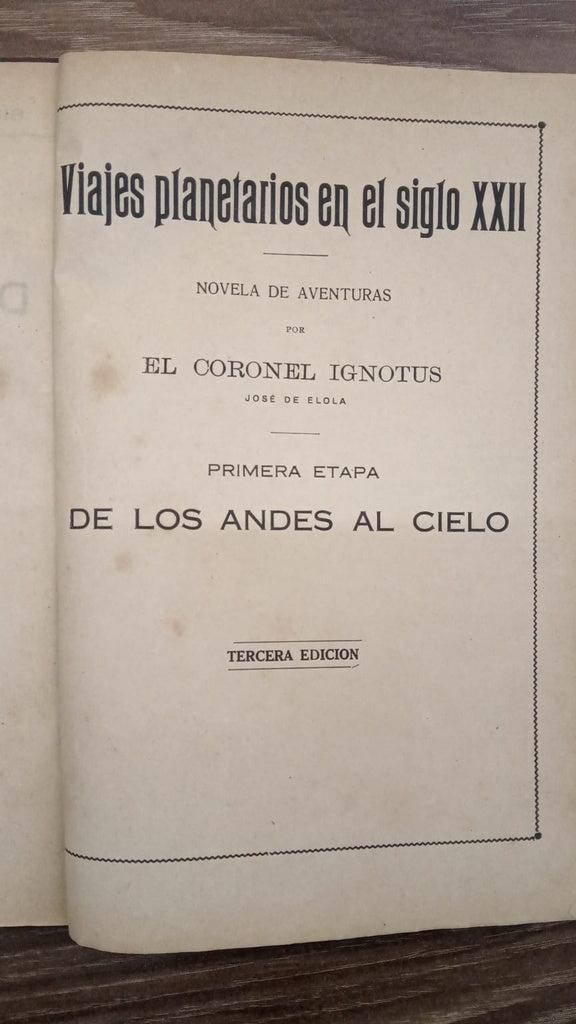 Viajes planetarios en el siglo XXII
NOVELA DE AVENTURAS
POR
EL CORONEL IGNOTUS
JOSÉ DE ELOLA
PRIMERA ETAPA
DE LOS ANDES AL CIELO
TERCERA EDICION